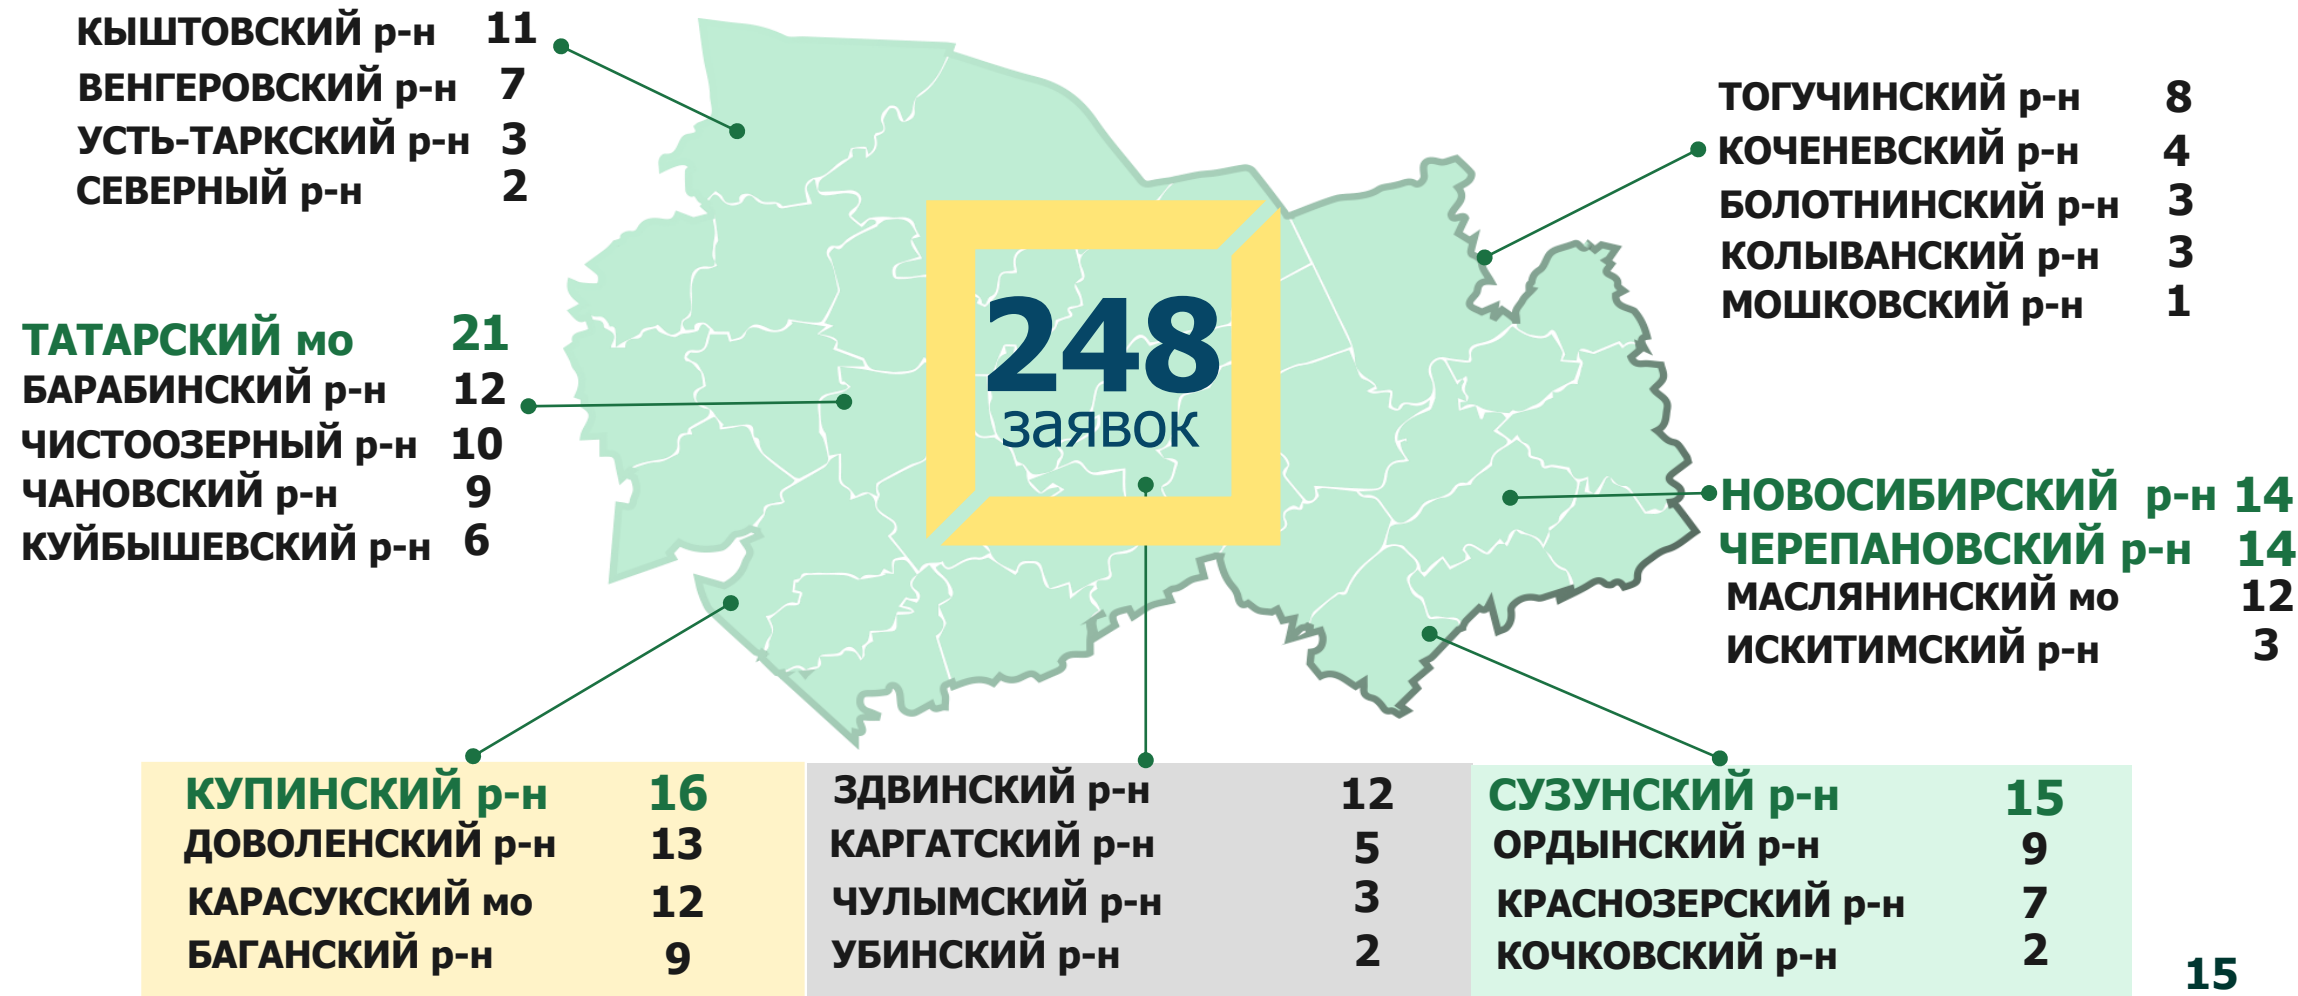 КЫШТОВСКИЙ р-н 11
ВЕНГЕРОВСКИЙ р-н 7
УСТЬ-ТАРКСКИЙ р-н 3
СЕВЕРНЫЙ р-н 2
ТОГУЧИНСКИЙ р-н 8
КОЧЕНЕВСКИЙ р-н 4
БОЛОТНИНСКИЙ р-н 3
КОЛЫВАНСКИЙ р-н 3
МОШКОВСКИЙ р-н 1
248
заявок
ТАТАРСКИЙ мо 21
БАРАБИНСКИЙ р-н 12
ЧИСТООЗЕРНЫЙ р-н 10
ЧАНОВСКИЙ р-н 9
КУЙБЫШЕВСКИЙ р-н 6
НОВОСИБИРСКИЙ р-н 14
ЧЕРЕПАНОВСКИЙ р-н 14
МАСЛЯНИНСКИЙ мо 12
ИСКИТИМСКИЙ р-н 3
КУПИНСКИЙ р-н 16
ДОВОЛЕНСКИЙ р-н 13
КАРАСУКСКИЙ мо 12
БАГАНСКИЙ р-н 9
ЗДВИНСКИЙ р-н 12
КАРГАТСКИЙ р-н 5
ЧУЛЫМСКИЙ р-н 3
УБИНСКИЙ р-н 2
СУЗУНСКИЙ р-н 15
ОРДЫНСКИЙ р-н 9
КРАСНОЗЕРСКИЙ р-н 7
КОЧКОВСКИЙ р-н 2
15